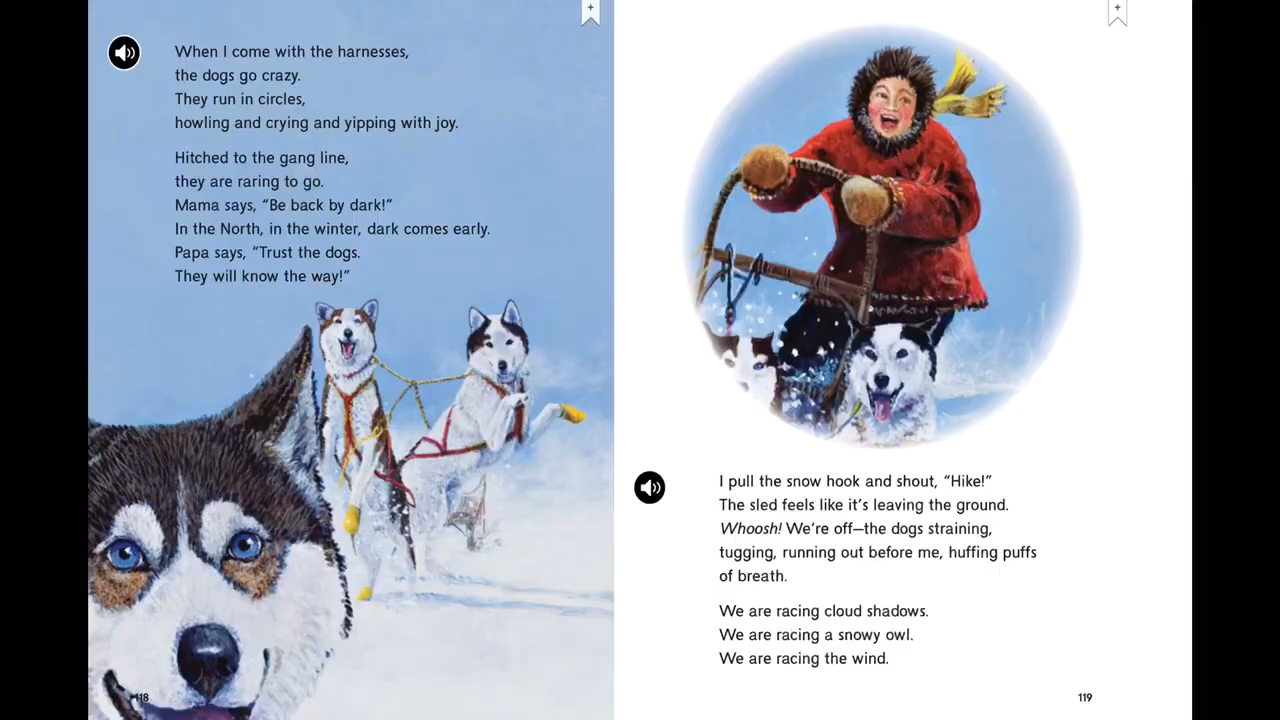 When I come with the harnesses,
the dogs go crazy.
They run in circles,
howling and crying and yipping with joy.
Hitched to the gang line,
they are raring to go.
Mama says, “Be back by dark!”
In the North, in the winter, dark comes early.
Papa says, “Trust the dogs.
They will know the way!”
118
I pull the snow hook and shout, “Hike!”
The sled feels like it’s leaving the ground.
Whoosh! We’re off—the dogs straining,
tugging, running out before me, huffing puffs
of breath.
We are racing cloud shadows.
We are racing a snowy owl.
We are racing the wind.
119